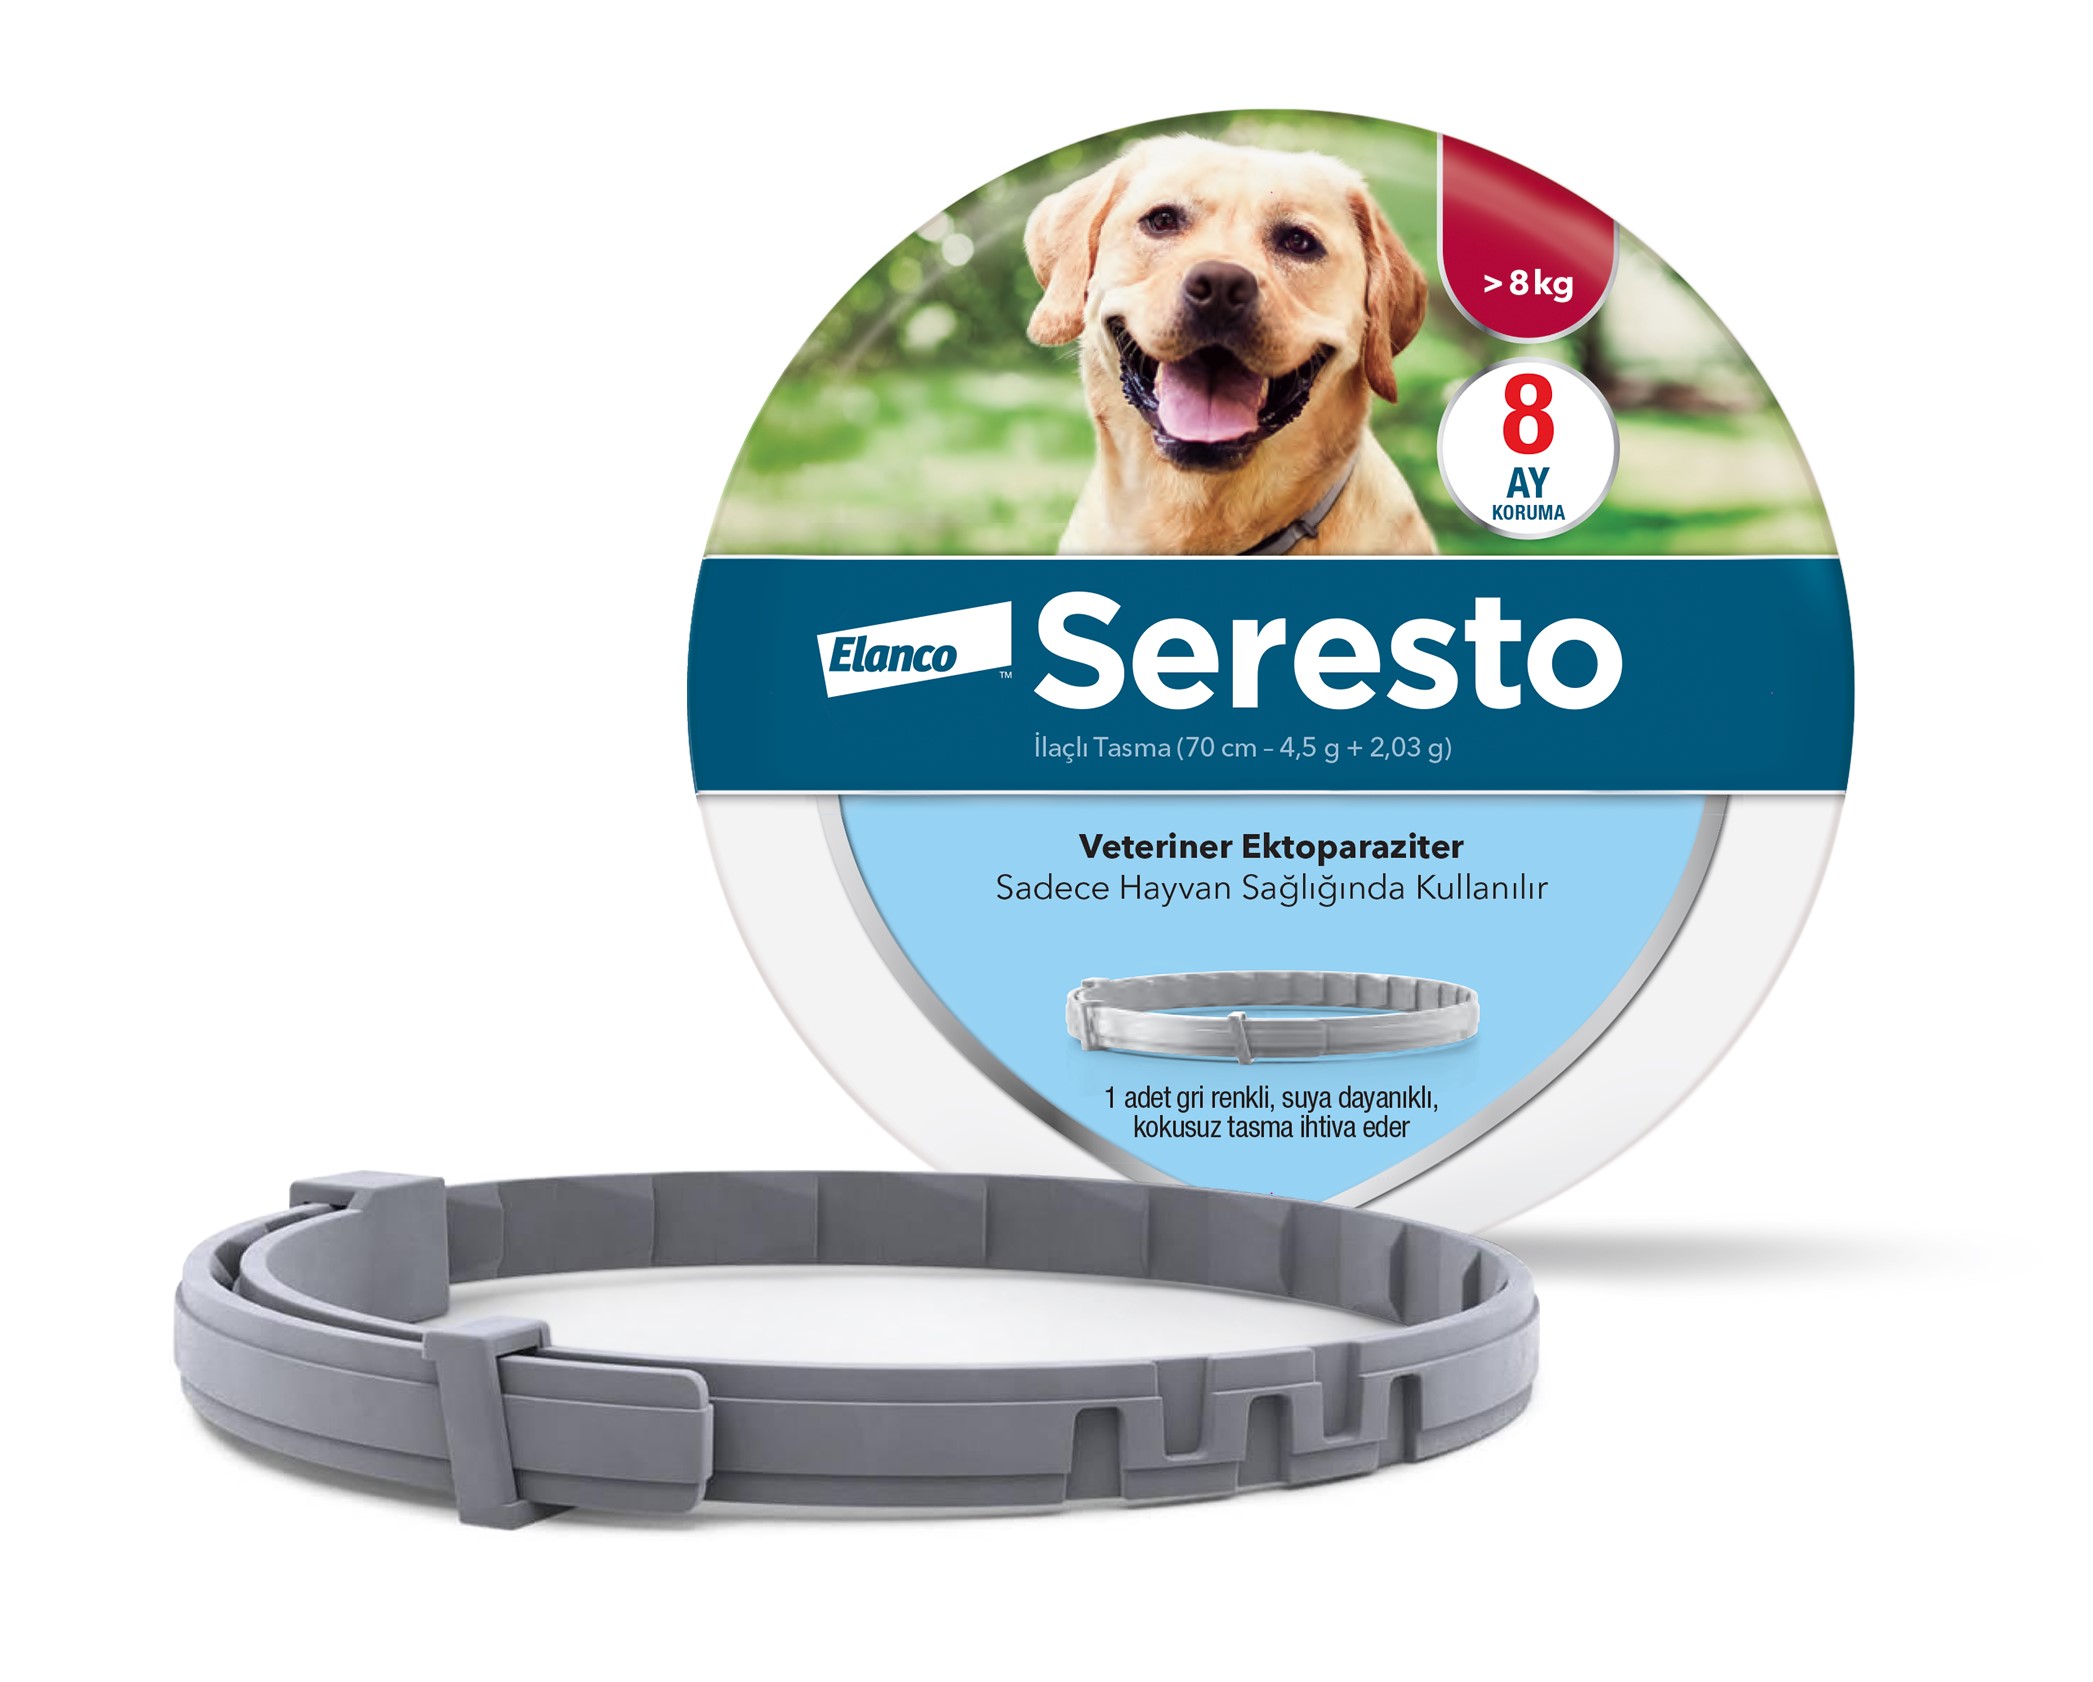 > 8 kg
8
AY
KORUMA
Elanco
TM
Seresto
İlaçlı Tasma (70 cm – 4,5 g + 2,03 g)
Veteriner Ektoparaziter
Sadece Hayvan Sağlığında Kullanılır
1 adet gri renkli, suya dayanıklı,
kokusuz tasma ihtiva eder